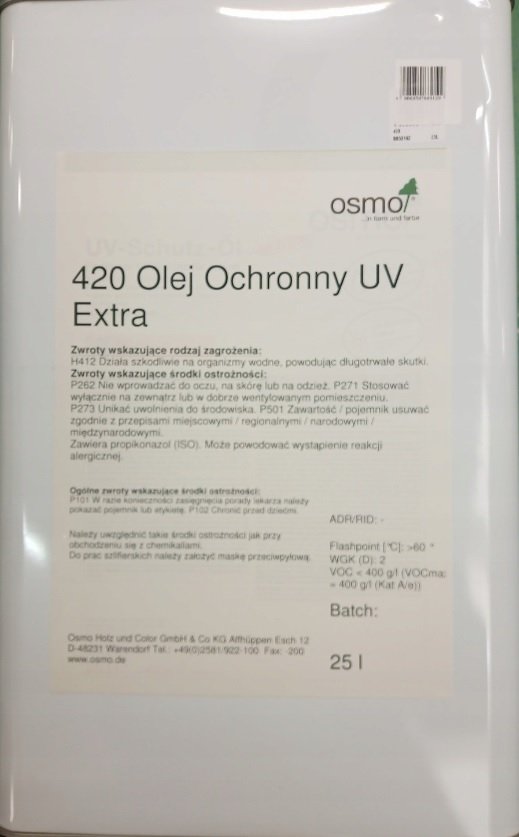 osmo
420 Olej Ochronny UV
Extra
Zwroty wskazujące rodzaj zagrożenia:
H412 Działa szkodliwie na organizmy wodne, powodując długotrwałe skutki.
Zwroty wskazujące środki ostrożności:
P262 Nie wprowadzać do oczu, na skórę lub na odzież. P271 Stosować
wyłącznie na zewnątrz lub w dobrze wentylowanym pomieszczeniu.
P273 Unikać uwolnienia do środowiska. P501 Zawartość / pojemnik usuwać
zgodnie z przepisami miejscowymi / regionalnymi / narodowymi /
międzynarodowymi.
Zawiera propikonazol (ISO). Może powodować wystąpienie reakcji
alergicznej.
Ogólne zwroty wskazujące środki ostrożności:
P101 W razie konieczności zasięgnięcia porady lekarza należy
pokazać pojemnik lub etykietę. P102 Chronić przed dziećmi.
Należy uwzględnić takie środki ostrożności jak przy
obchodzeniu się z chemikaliami.
Do prac szlifierskich należy założyć maskę przeciwpyłową.
ADR/RID: -
Flashpoint [°C]: >60 °
WGK (D): 2
VOC < 400 g/l (VOCmax
= 400 g/l (Kat A/e))
Batch:
Osmo Holz und Color GmbH & Co KG Affhüppen Esch 12
D-48231 Warendorf Tel.: +49(0)2581/922-100 Fax: -200
www.osmo.de
25 l